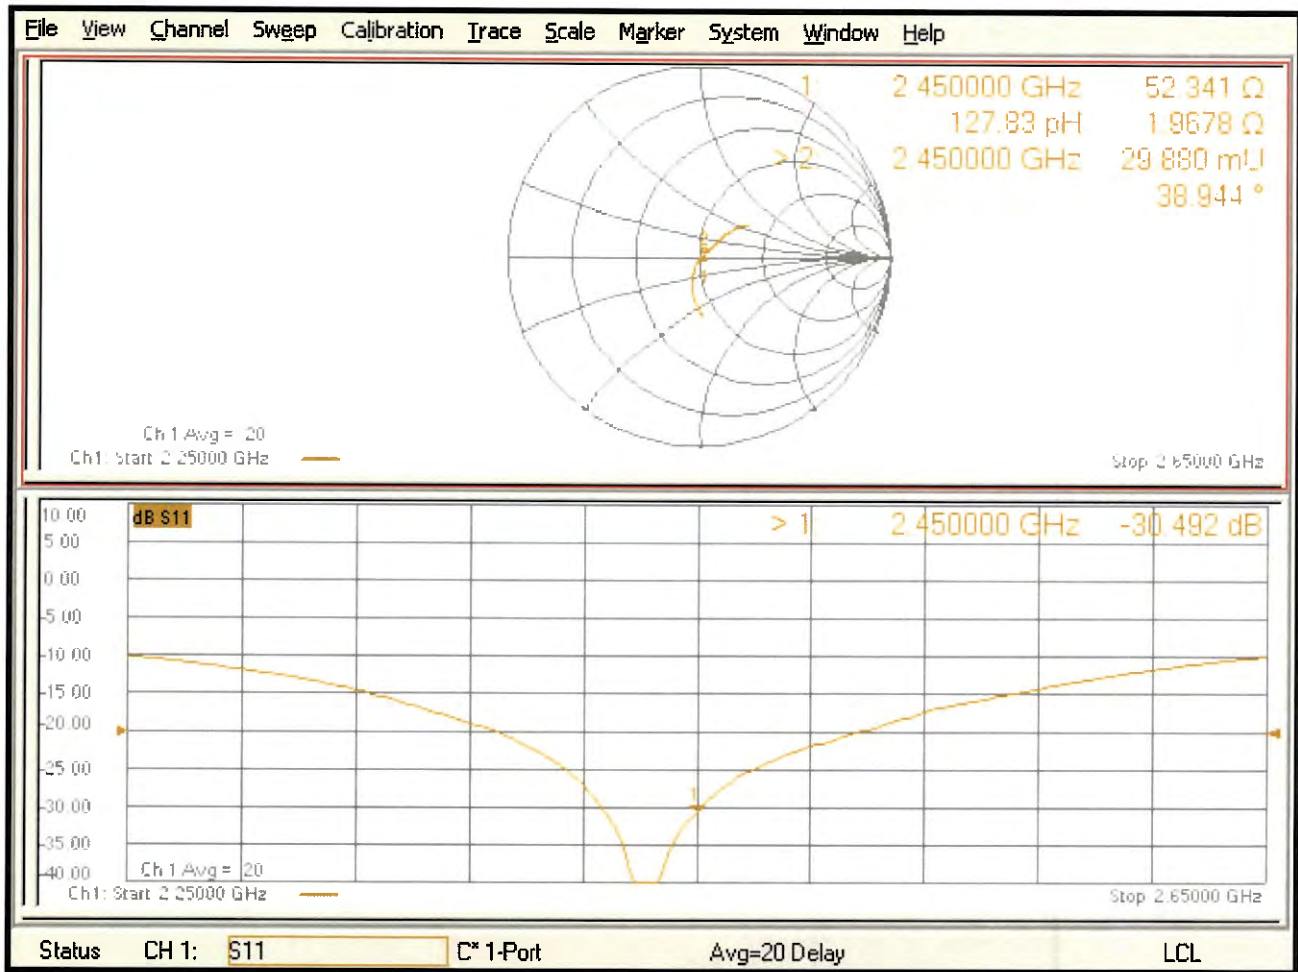 File View Channel Sweep Calibration Trace Scale Marker System Window Help
1: 2.450000 GHz 52.341 Ω
127.83 pH 1.9678 Ω
> 2: 2.450000 GHz 29.880 mU
38.944 °
Ch 1 Avg = 20
Ch1: Start 2.25000 GHz
Stop 2.65000 GHz
10.00
dB S11
> 1: 2.450000 GHz -30.492 dB
5.00
0.00
-5.00
-10.00
-15.00
-20.00
-25.00
-30.00
1
-35.00
-40.00
Ch 1 Avg = 20
Ch1: Start 2.25000 GHz
Stop 2.65000 GHz
Status CH 1: S11 C* 1-Port Avg=20 Delay LCL